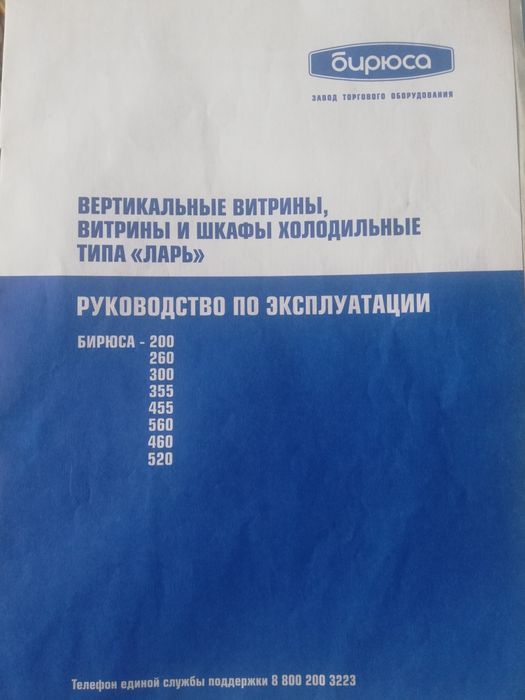 бирюса
ЗАВОД ТОРГОВОГО ОБОРУДОВАНИЯ
ВЕРТИКАЛЬНЫЕ ВИТРИНЫ,
ВИТРИНЫ И ШКАФЫ ХОЛОДИЛЬНЫЕ
ТИПА «ЛАРЬ»
РУКОВОДСТВО ПО ЭКСПЛУАТАЦИИ
БИРЮСА - 200
260
300
355
455
560
460
520
Телефон единой службы поддержки 8 800 200 3223